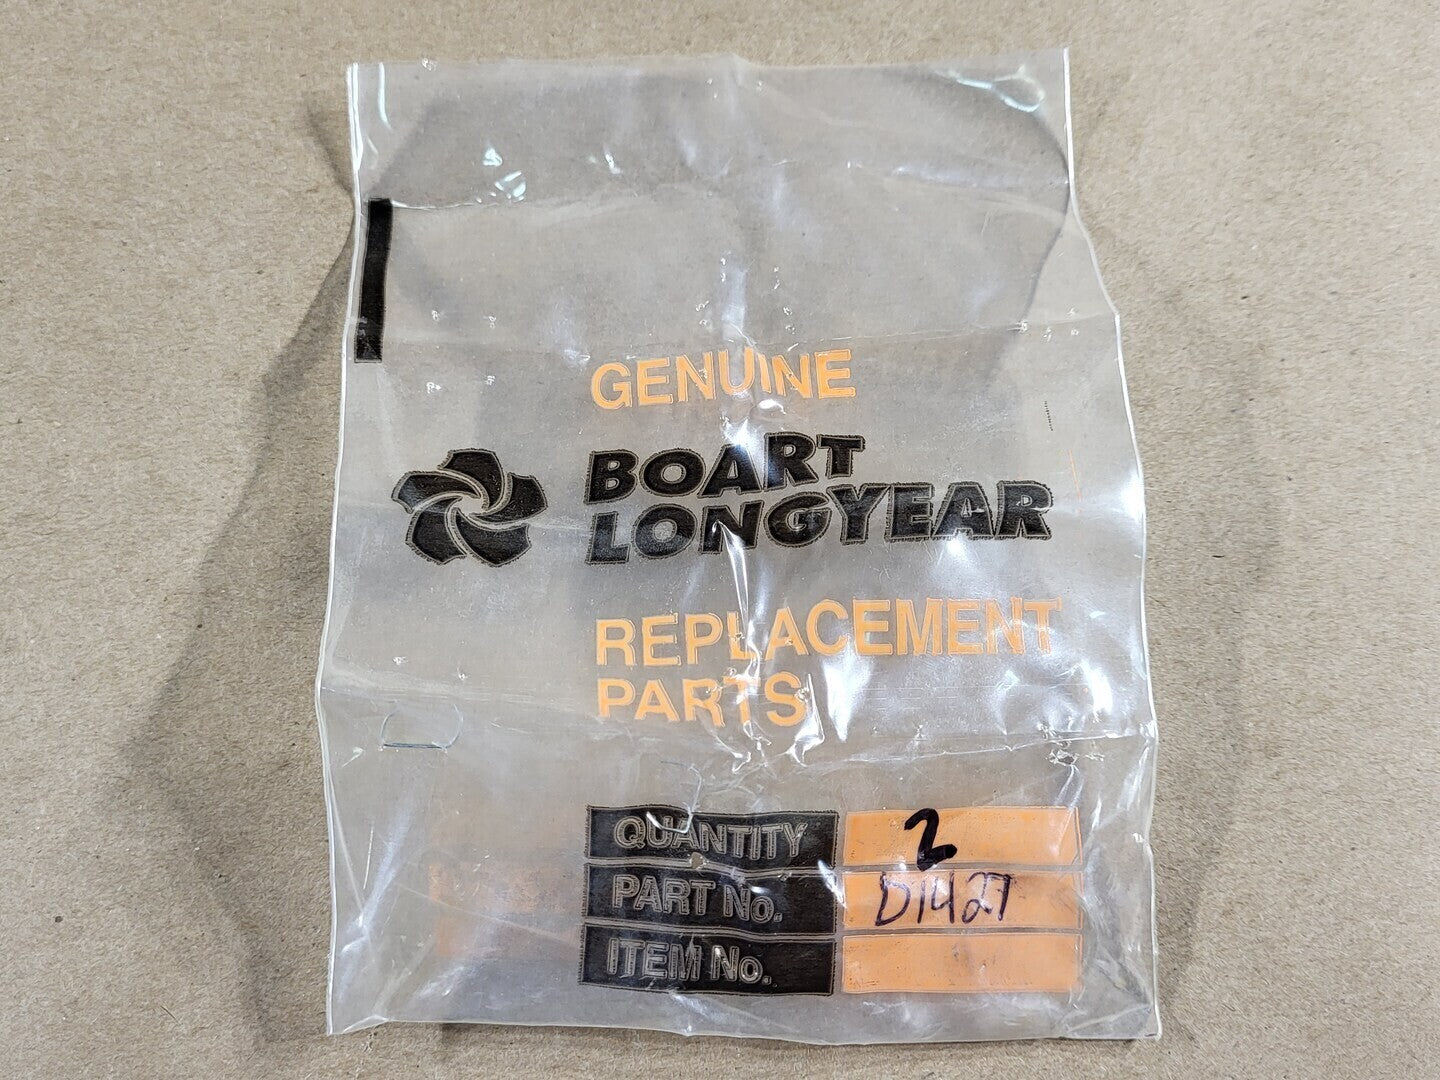 GENUINE
BOART
LONGYEAR
REPLACEMENT
PARTS
QUANTITY 2
PART No. D1427
ITEM No.